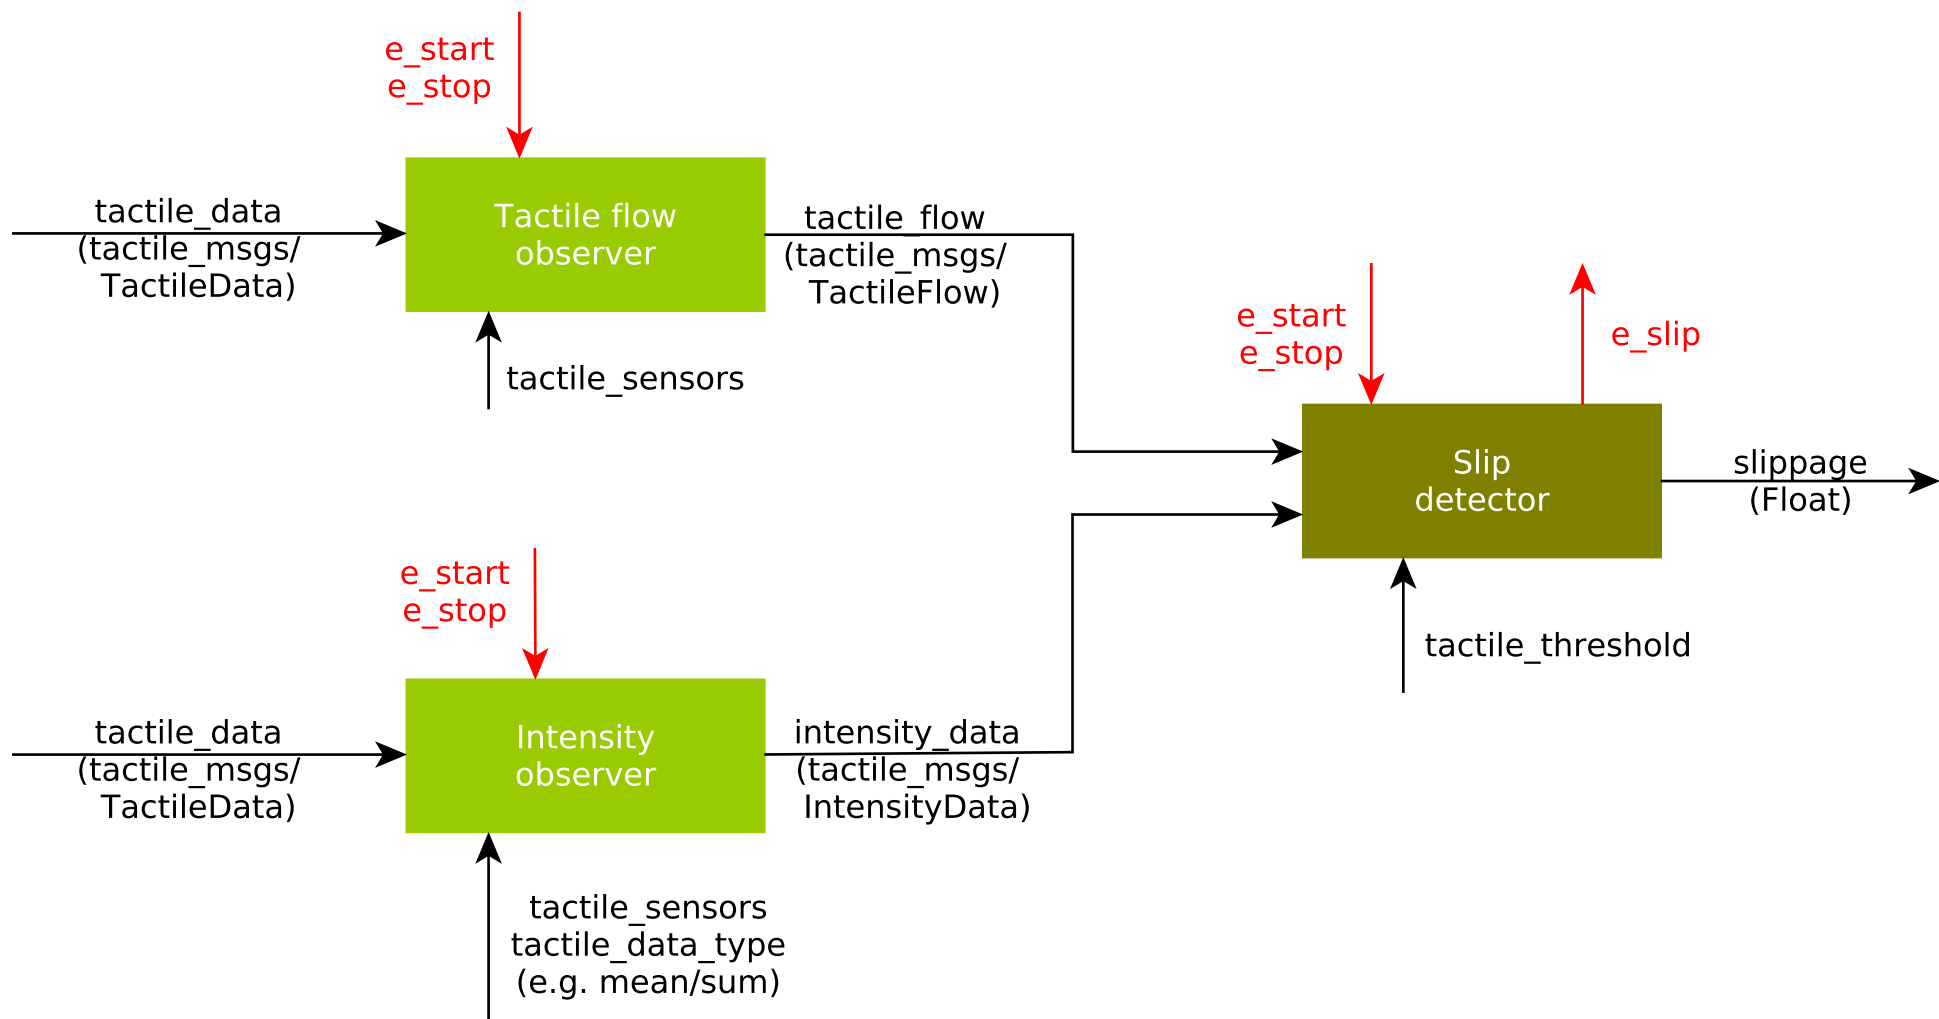 e_start
e_stop
tactile_data
(tactile_msgs/
TactileData)
Tactile flow
observer
tactile_flow
(tactile_msgs/
TactileFlow)
tactile_sensors
e_start
e_stop
e_slip
Slip
detector
slippage
(Float)
tactile_threshold
e_start
e_stop
tactile_data
(tactile_msgs/
TactileData)
Intensity
observer
intensity_data
(tactile_msgs/
IntensityData)
tactile_sensors
tactile_data_type
(e.g. mean/sum)